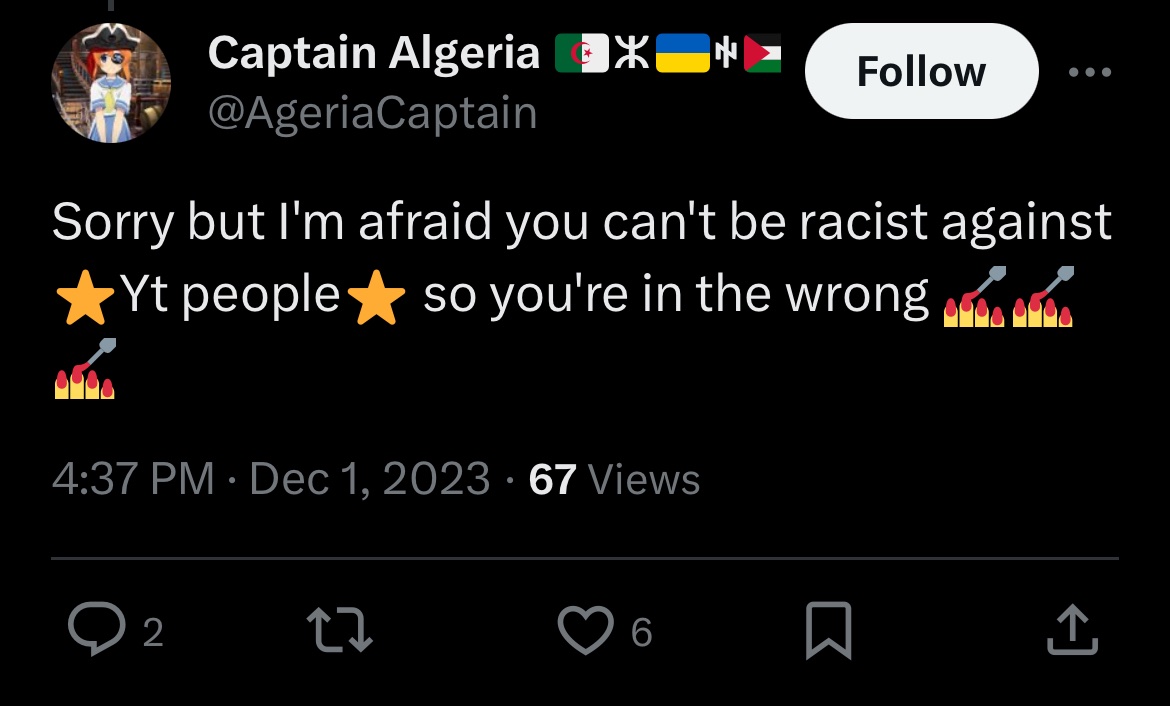 Captain Algeria 🇩🇿ⵣ🇺🇦𐰰🇵🇸
Follow
@AgeriaCaptain
Sorry but I'm afraid you can't be racist against
⭐Yt people⭐ so you're in the wrong 💅💅
💅
4:37 PM · Dec 1, 2023 · 67 Views
2
6